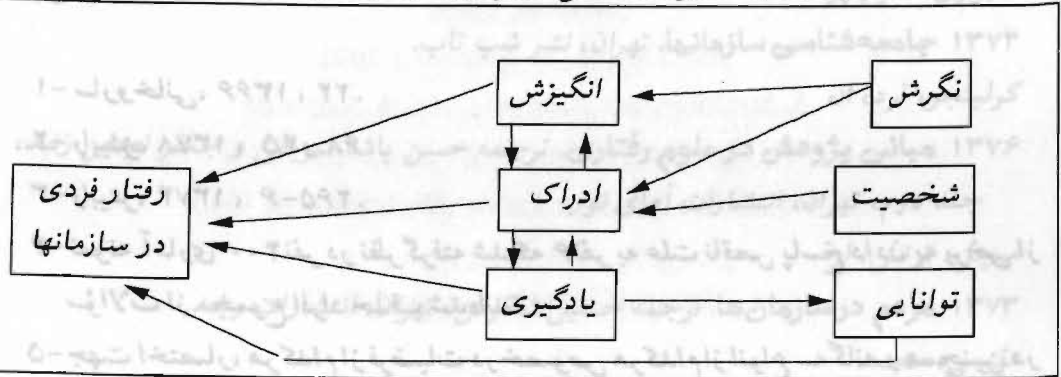 نگرش
انگیزش
شخصیت
ادراک
رفتار فردی
در سازمانها
توانایی
یادگیری